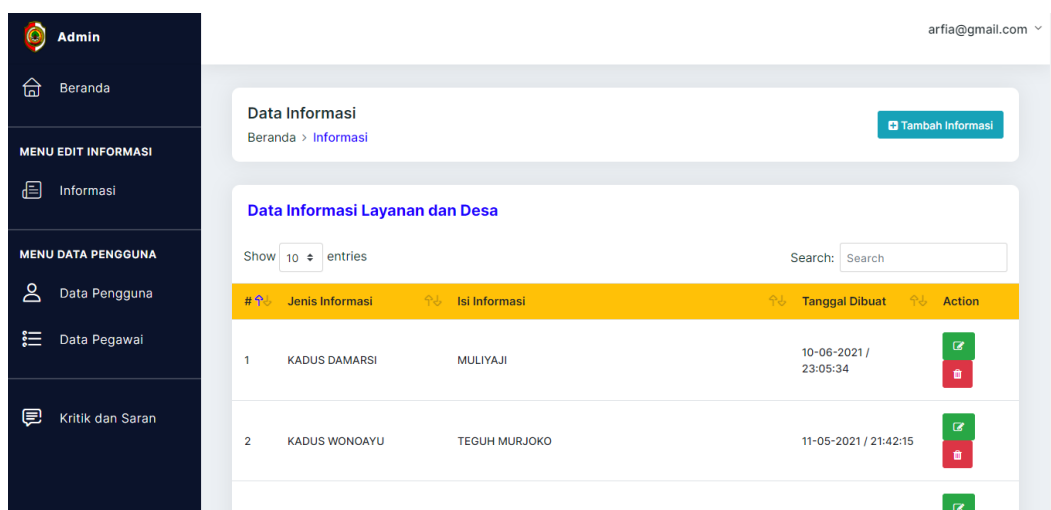 Admin
arfia@gmail.com
Beranda
MENU EDIT INFORMASI
Informasi
MENU DATA PENGGUNA
Data Pengguna
Data Pegawai
Kritik dan Saran
Data Informasi
Beranda > Informasi
Tambah Informasi
Data Informasi Layanan dan Desa
Show 10 entries
Search: Search
# Jenis Informasi Isi Informasi Tanggal Dibuat Action
1 KADUS DAMARSI MULIYAJI 10-06-2021 /
23:05:34
2 KADUS WONOAYU TEGUH MURJOKO 11-05-2021 / 21:42:15